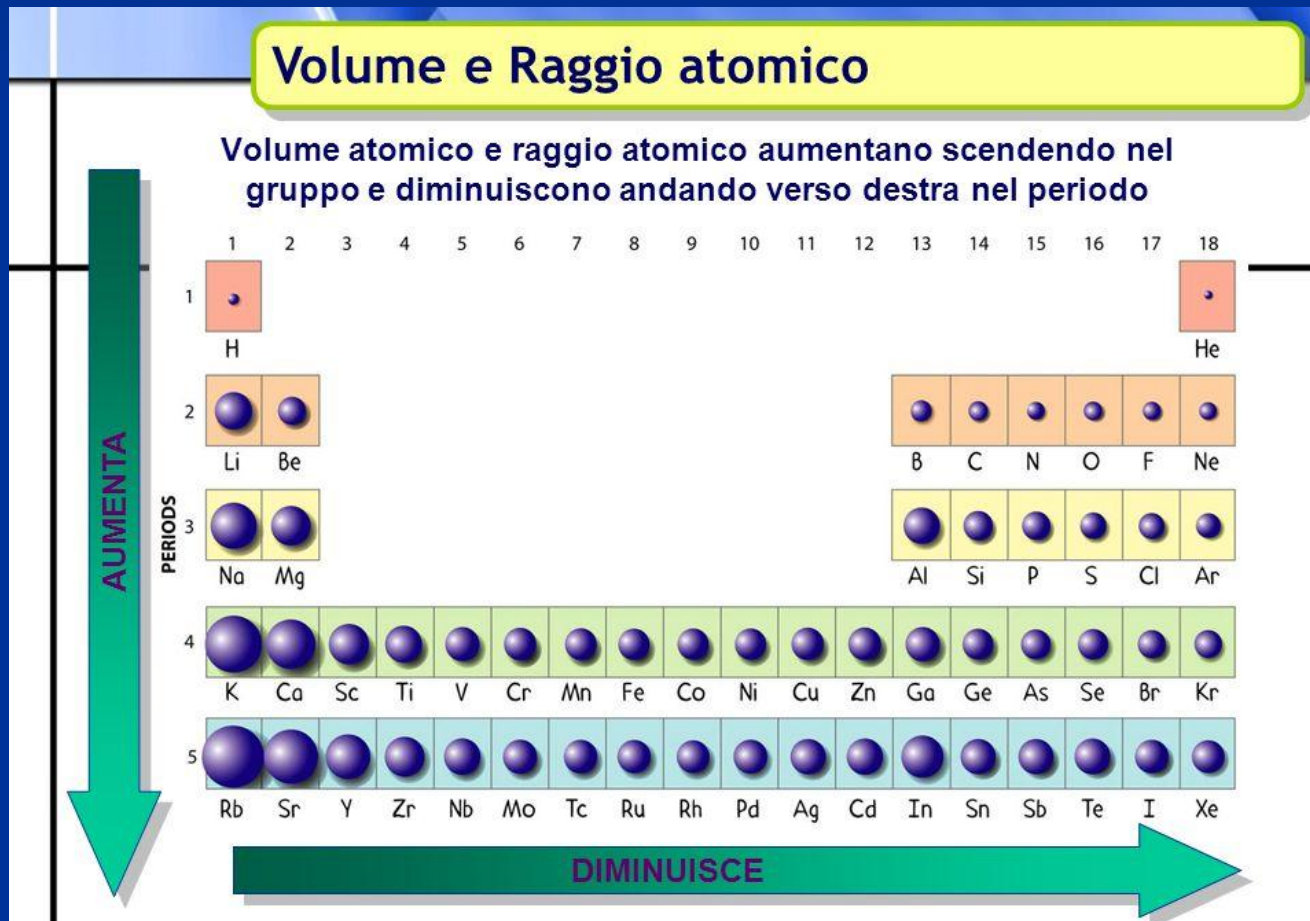 Volume e Raggio atomico
Volume atomico e raggio atomico aumentano scendendo nel
gruppo e diminuiscono andando verso destra nel periodo
1 2 3 4 5 6 7 8 9 10 11 12 13 14 15 16 17 18
AUMENTA
PERIODS
1
H He
2
Li Be B C N O F Ne
3
Na Mg Al Si P S Cl Ar
4
K Ca Sc Ti V Cr Mn Fe Co Ni Cu Zn Ga Ge As Se Br Kr
5
Rb Sr Y Zr Nb Mo Tc Ru Rh Pd Ag Cd In Sn Sb Te I Xe
DIMINUISCE